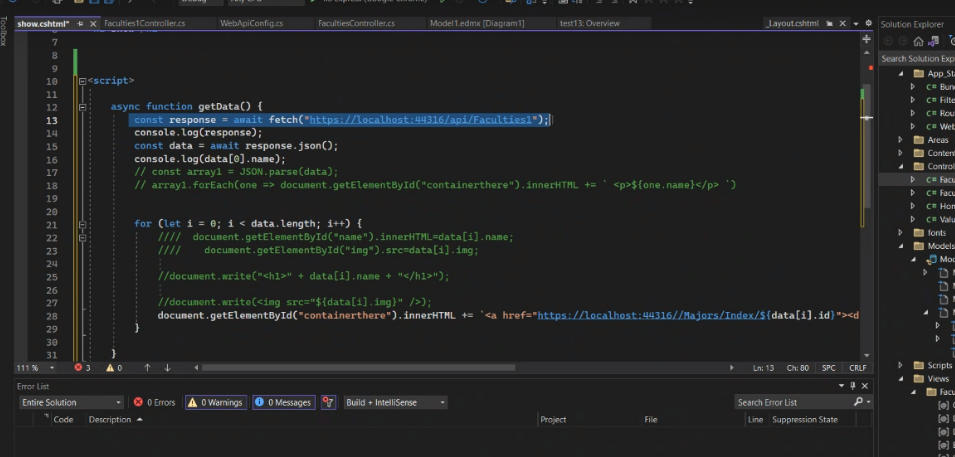 show.cshtml* Faculties1Controller.cs WebApiConfig.cs FacultiesController.cs Model1.edmx [Diagram1] test13: Overview _Layout.cshtml Solution Explorer
Toolbox
7
8
9
10 <script>
11
12 async function getData() {
13 const response = await fetch("https://localhost:44316/api/Faculties1");
14 console.log(response);
15 const data = await response.json();
16 console.log(data[0].name);
17 // const array1 = JSON.parse(data);
18 // array1.forEach(one => document.getElementById("containerthere").innerHTML += ` <p>${one.name}</p> `)
19
20
21 for (let i = 0; i < data.length; i++) {
22 //// document.getElementById("name").innerHTML=data[i].name;
23 //// document.getElementById("img").src=data[i].img;
24
25 //document.write("<h1>" + data[i].name + "</h1>");
26
27 //document.write(<img src="${data[i].img}" />);
28 document.getElementById("containerthere").innerHTML += `<a href="https://localhost:44316//Majors/Index/${data[i].id}"><d
29 }
30
31 }
111 % 3 0 Ln: 13 Ch: 80 SPC CRLF
Error List
Entire Solution 0 Errors 0 Warnings 0 Messages Build + IntelliSense Search Error List
Code Description Project File Line Suppression State
Search Solution Exp
App_Sta
C# Bun
C# Filte
C# Rou
C# Web
Areas
Conten
Control
C# Facu
C# Facu
C# Hon
C# Valu
fonts
Models
Mod
Scripts
Views
Facu